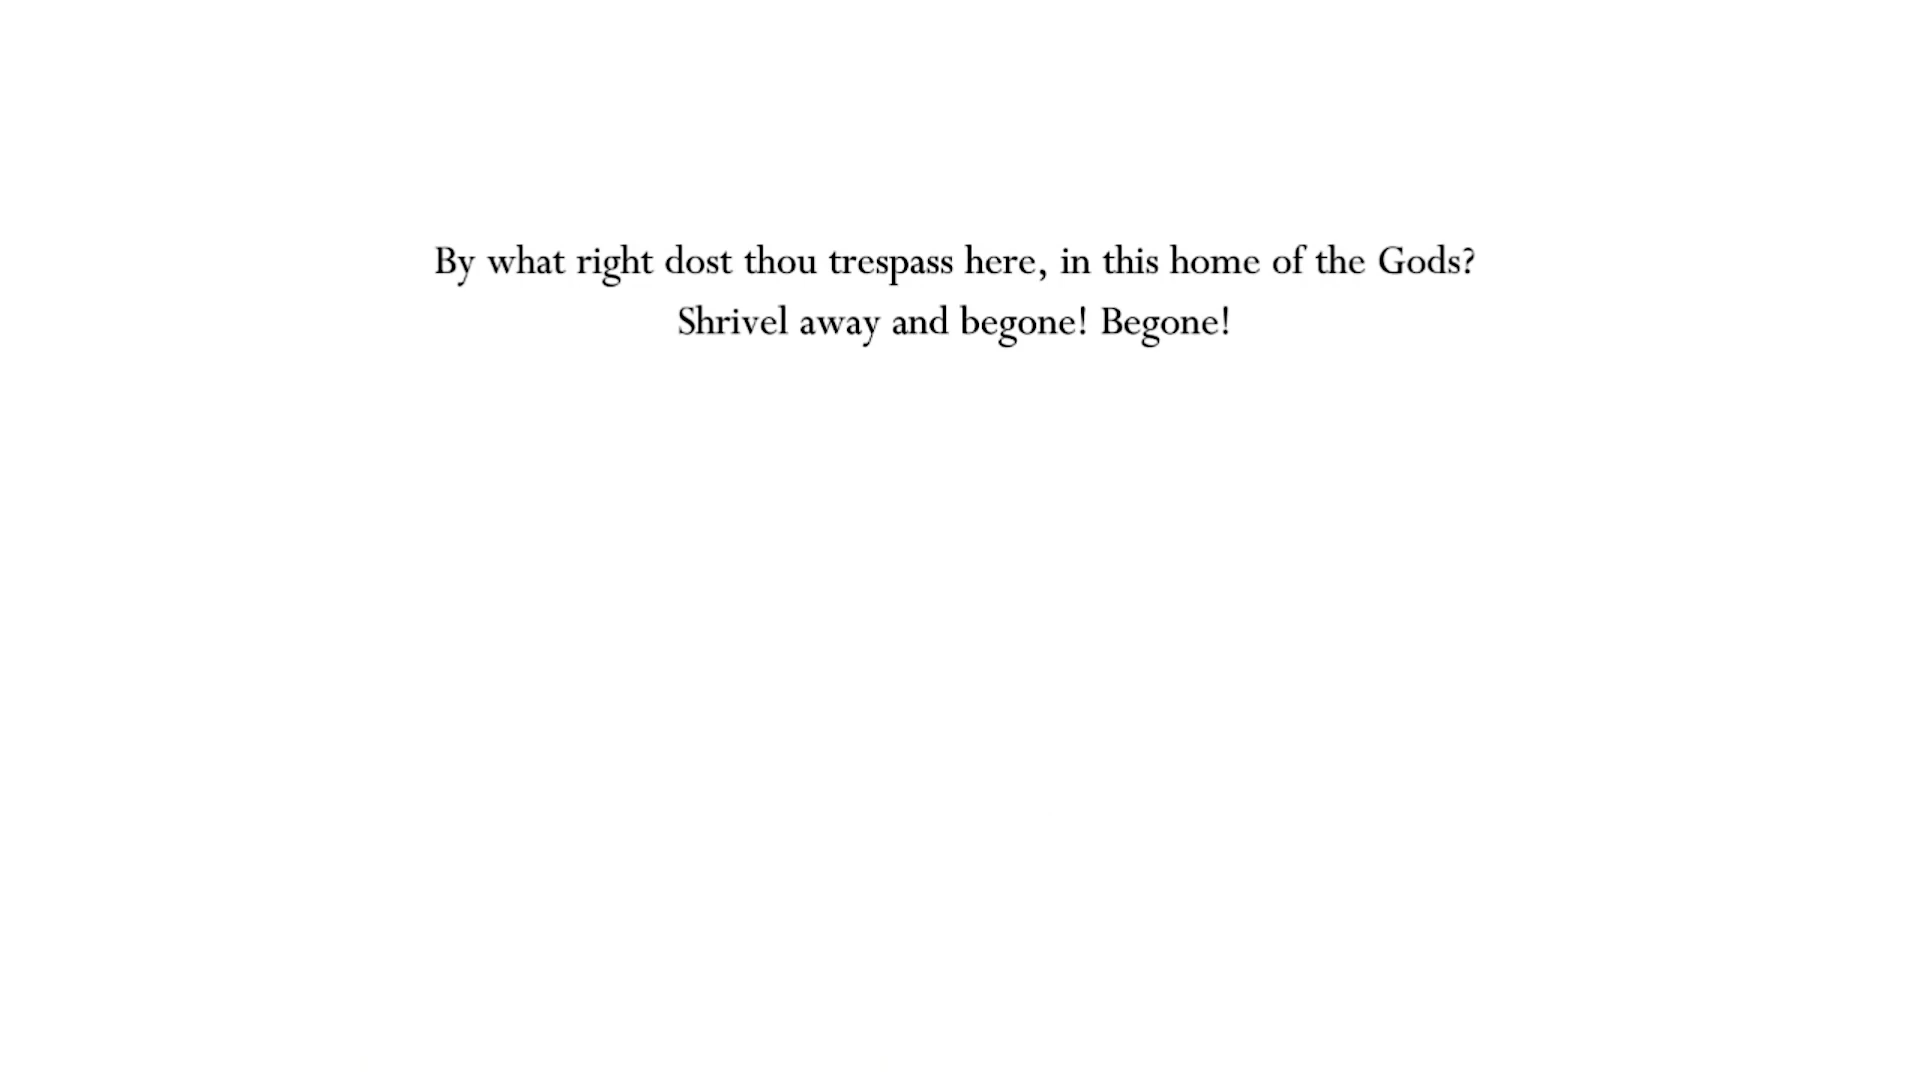 By what right dost thou trespass here, in this home of the Gods?
Shrivel away and begone! Begone!